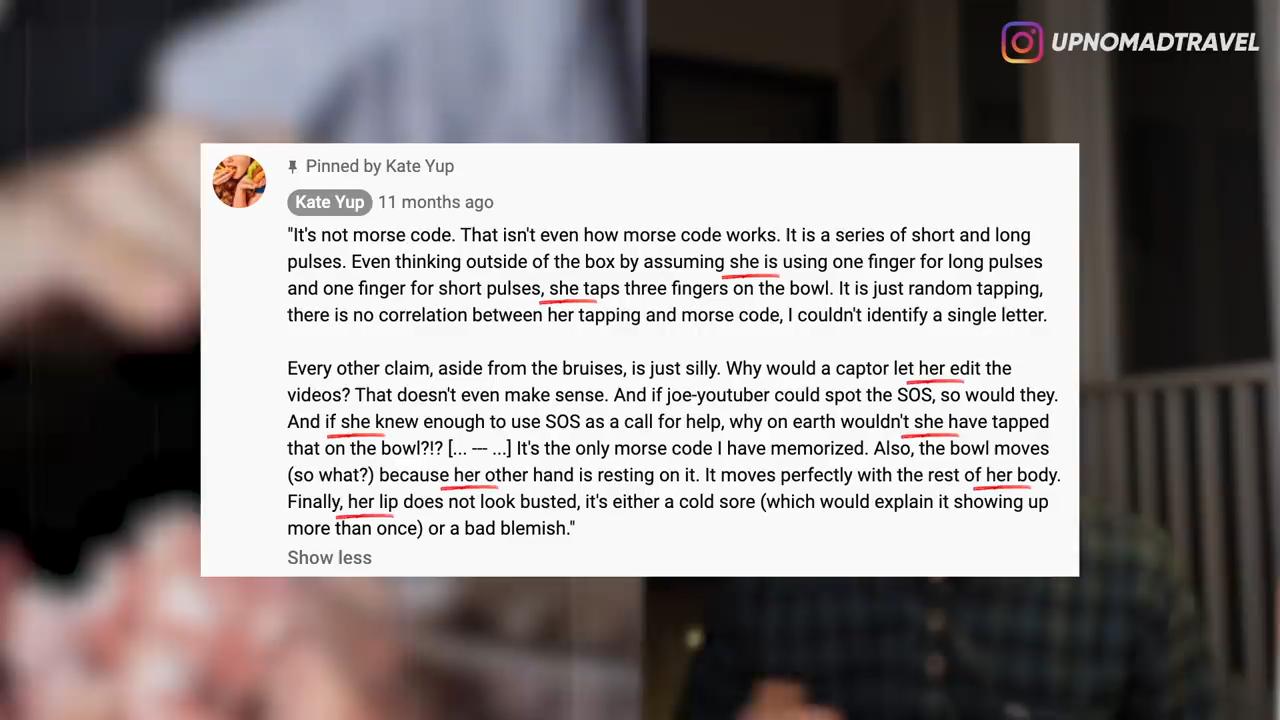 UPNOMADTRAVEL
Pinned by Kate Yup
Kate Yup 11 months ago
"It's not morse code. That isn't even how morse code works. It is a series of short and long
pulses. Even thinking outside of the box by assuming she is using one finger for long pulses
and one finger for short pulses, she taps three fingers on the bowl. It is just random tapping,
there is no correlation between her tapping and morse code, I couldn't identify a single letter.
Every other claim, aside from the bruises, is just silly. Why would a captor let her edit the
videos? That doesn't even make sense. And if joe-youtuber could spot the SOS, so would they.
And if she knew enough to use SOS as a call for help, why on earth wouldn't she have tapped
that on the bowl?!? [... --- ...] It's the only morse code I have memorized. Also, the bowl moves
(so what?) because her other hand is resting on it. It moves perfectly with the rest of her body.
Finally, her lip does not look busted, it's either a cold sore (which would explain it showing up
more than once) or a bad blemish."
Show less